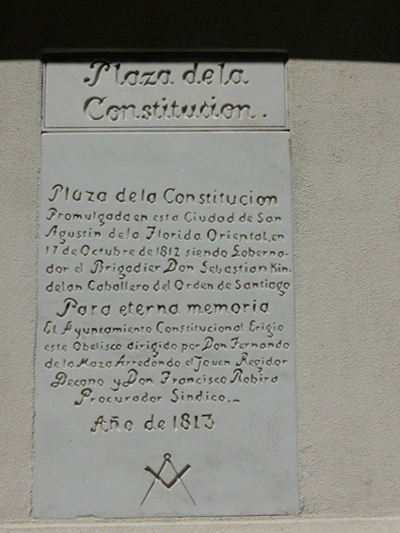 Plaza de la
Constitucion.
Plaza de la Constitucion
Promulgada en esta Ciudad de San
Agustin de la Florida Oriental, en
17 de Octubre de 1812 siendo Goberna-
dor el Brigadier Don Sebastian Kin.
delan Caballero del Orden de Santiago
Para eterna memoria
El Ayuntamiento Constitucional Erigio
este Obelisco dirigido por Don Fernando
de la Maza Arredondo el Jouen Regidor
Decano y Don Francisco Robira
Procurador Sindico._
Año de 1813